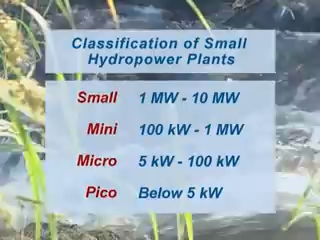 Classification of Small
Hydropower Plants
Small 1 MW - 10 MW
Mini 100 kW - 1 MW
Micro 5 kW - 100 kW
Pico Below 5 kW